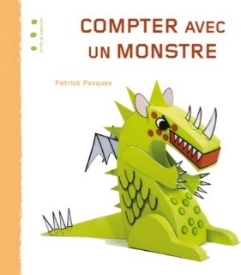 COMPTER AVEC
UN MONSTRE
Patrick Pasques